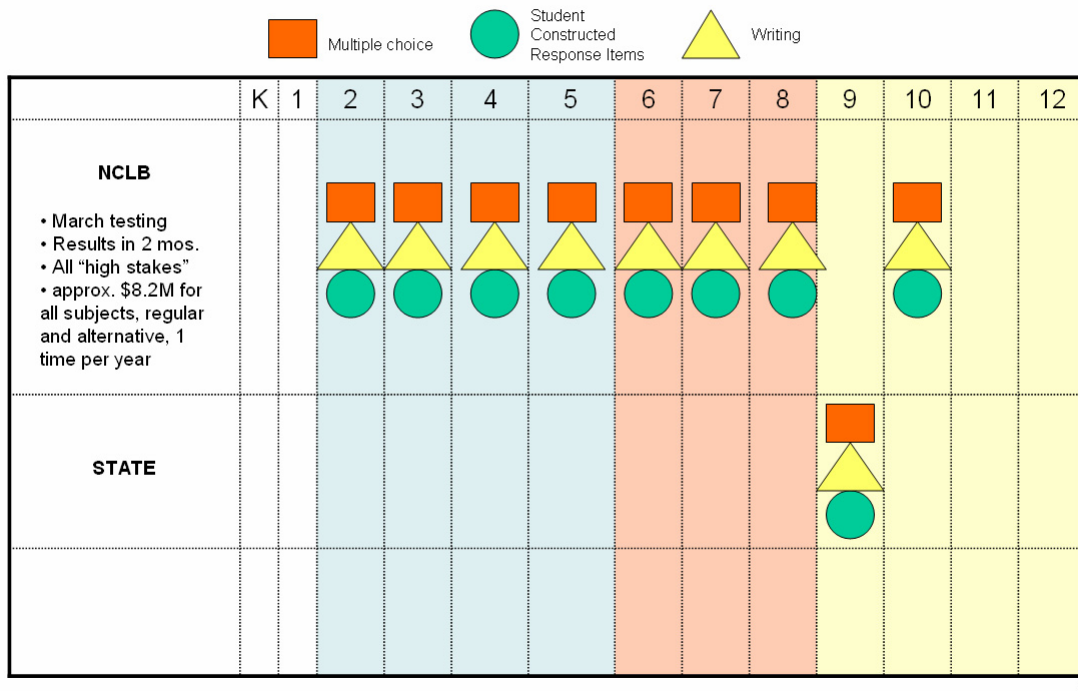 Multiple choice
Student
Constructed
Response Items
Writing
K 1 2 3 4 5 6 7 8 9 10 11 12
NCLB
• March testing
• Results in 2 mos.
• All “high stakes”
• approx. $8.2M for
all subjects, regular
and alternative, 1
time per year
STATE